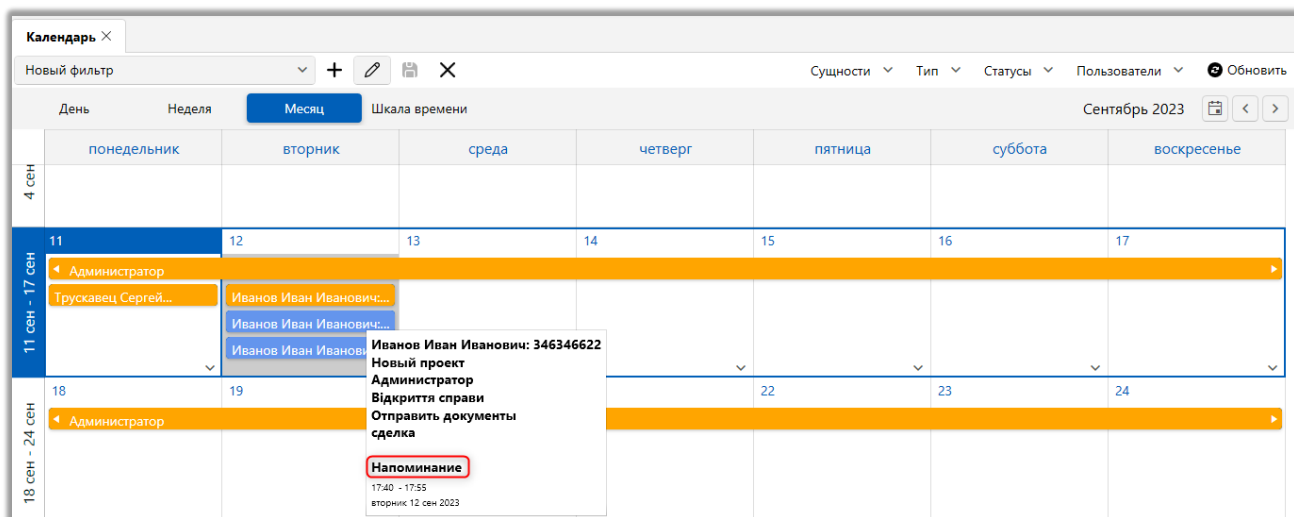 Календарь
Новый фильтр Сущности Тип Статусы Пользователи Обновить
День Неделя Месяц Шкала времени Сентябрь 2023
понедельник вторник среда четверг пятница суббота воскресенье
4 сен
11 сен - 17 сен
11 12 13 14 15 16 17
Администратор
Трускавец Сергей... Иванов Иван Иванович:...
Иванов Иван Иванович:...
Иванов Иван Иванови
Иванов Иван Иванович: 346346622
Новый проект
Администратор
Відкриття справи
Отправить документы
сделка
Напоминание
17:40 - 17:55
вторник 12 сен 2023
18 сен - 24 сен
18 19 22 23 24
Администратор